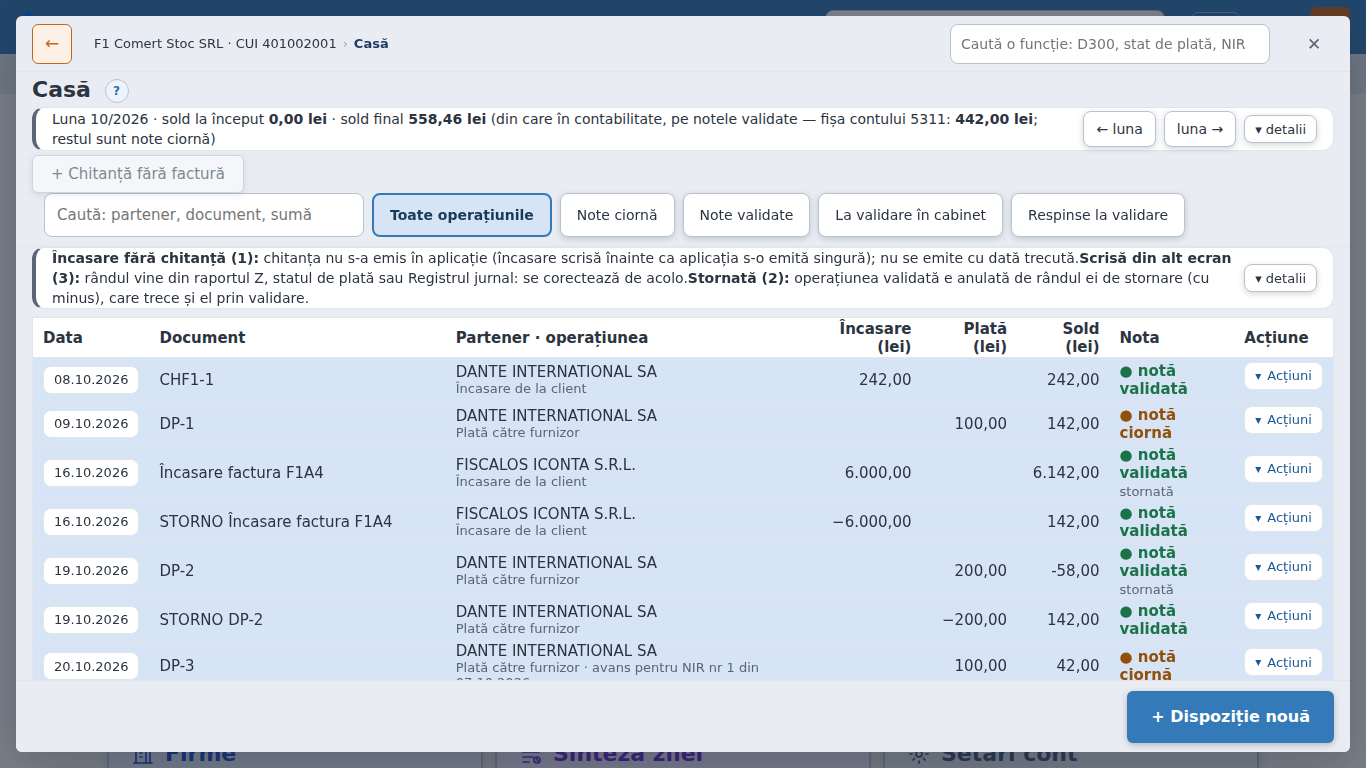 ←
F1 Comert Stoc SRL · CUI 401002001 › Casă
Caută o funcție: D300, stat de plată, NIR
✕
Casă ?
Luna 10/2026 · sold la început 0,00 lei · sold final 558,46 lei (din care în contabilitate, pe notele validate — fișa contului 5311: 442,00 lei;
restul sunt note ciornă)
← luna
luna →
▾ detalii
+ Chitanță fără factură
Caută: partener, document, sumă
Toate operațiunile
Note ciornă
Note validate
La validare în cabinet
Respinse la validare
Încasare fără chitanță (1): chitanța nu s-a emis în aplicație (încasare scrisă înainte ca aplicația s-o emită singură); nu se emite cu dată trecută.Scrisă din alt ecran
(3): rândul vine din raportul Z, statul de plată sau Registrul jurnal: se corectează de acolo.Stornată (2): operațiunea validată e anulată de rândul ei de stornare (cu
minus), care trece și el prin validare.
▾ detalii
Data
Document
Partener · operațiunea
Încasare
(lei)
Plată
(lei)
Sold
(lei)
Nota
Acțiune
08.10.2026
CHF1-1
DANTE INTERNATIONAL SA
Încasare de la client
242,00
242,00
● notă
validată
▾ Acțiuni
09.10.2026
DP-1
DANTE INTERNATIONAL SA
Plată către furnizor
100,00
142,00
● notă
ciornă
▾ Acțiuni
16.10.2026
Încasare factura F1A4
FISCALOS ICONTA S.R.L.
Încasare de la client
6.000,00
6.142,00
● notă
validată
stornată
▾ Acțiuni
16.10.2026
STORNO Încasare factura F1A4
FISCALOS ICONTA S.R.L.
Încasare de la client
−6.000,00
142,00
● notă
validată
▾ Acțiuni
19.10.2026
DP-2
DANTE INTERNATIONAL SA
Plată către furnizor
200,00
-58,00
● notă
validată
stornată
▾ Acțiuni
19.10.2026
STORNO DP-2
DANTE INTERNATIONAL SA
Plată către furnizor
−200,00
142,00
● notă
validată
▾ Acțiuni
20.10.2026
DP-3
DANTE INTERNATIONAL SA
Plată către furnizor · avans pentru NIR nr 1 din
100,00
42,00
● notă
ciornă
▾ Acțiuni
+ Dispoziție nouă
Firme
Sinteza zilei
Setări cont